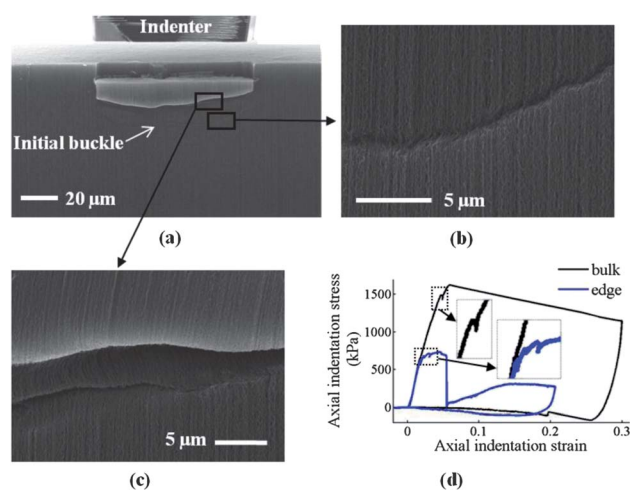 Indenter
Initial buckle
20 μm
(a)
5 μm
(b)
5 μm
(c)
Axial indentation stress
(kPa)
1500
1000
500
0
bulk
edge
0
0.1
0.2
0.3
Axial indentation strain
(d)